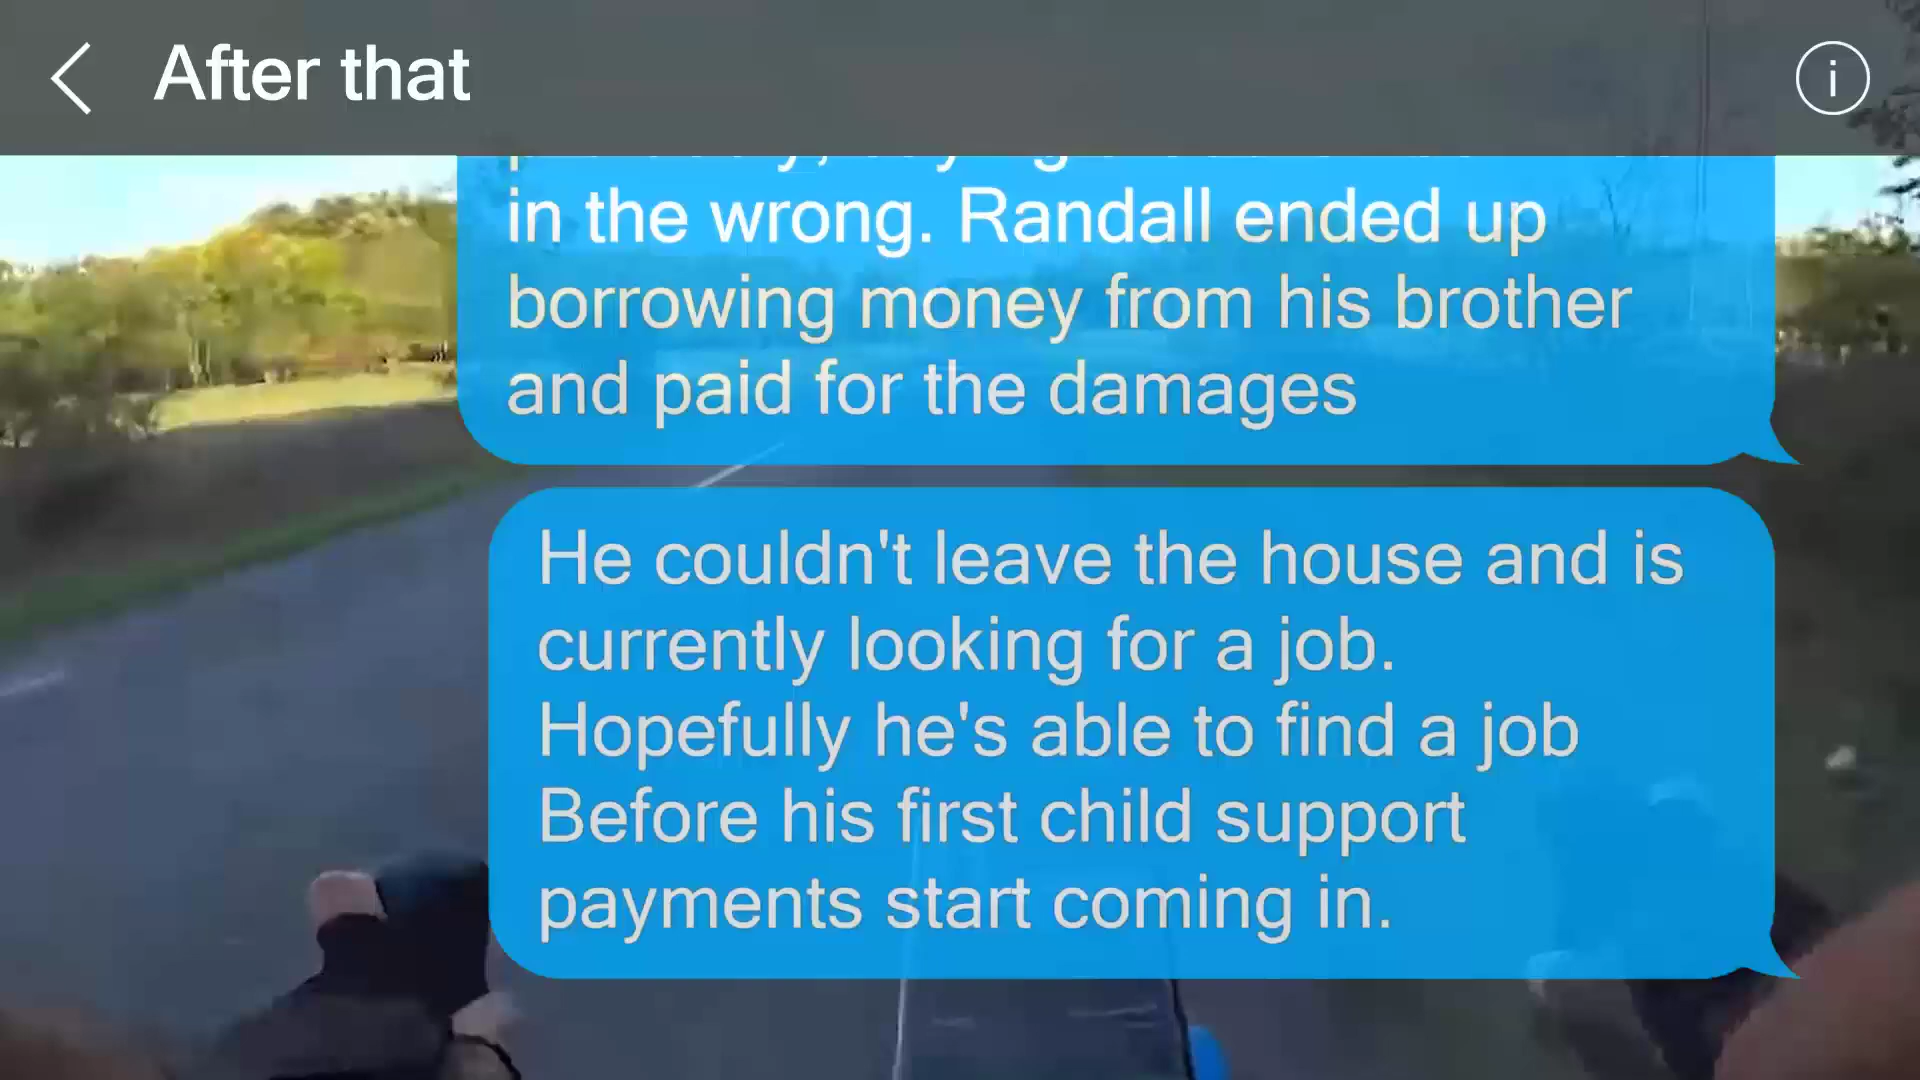 After that
in the wrong. Randall ended up
borrowing money from his brother
and paid for the damages
He couldn't leave the house and is
currently looking for a job.
Hopefully he's able to find a job
Before his first child support
payments start coming in.